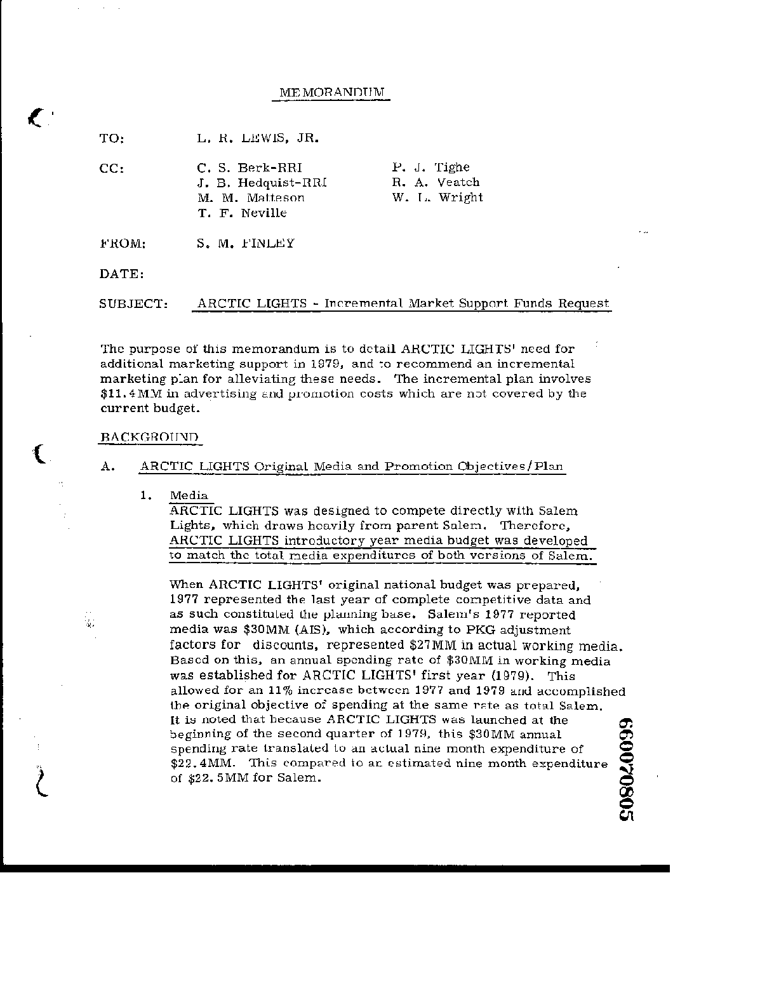 MEMORANDUM
TO: L. R. LEWIS, JR.
CC: C. S. Berk-RRI P. J. Tighe
J. B. Hedquist-RRI R. A. Veatch
M. M. Matteson W. L. Wright
T. F. Neville
FROM: S. M. FINLEY
DATE:
SUBJECT: ARCTIC LIGHTS - Incremental Market Support Funds Request
The purpose of this memorandum is to detail ARCTIC LIGHTS' need for
additional marketing support in 1979, and to recommend an incremental
marketing plan for alleviating these needs. The incremental plan involves
$11.4MM in advertising and promotion costs which are not covered by the
current budget.
BACKGROUND
A. ARCTIC LIGHTS Original Media and Promotion Objectives/Plan
1. Media
ARCTIC LIGHTS was designed to compete directly with Salem
Lights, which draws heavily from parent Salem. Therefore,
ARCTIC LIGHTS introductory year media budget was developed
to match the total media expenditures of both versions of Salem.
When ARCTIC LIGHTS' original national budget was prepared,
1977 represented the last year of complete competitive data and
as such constituted the planning base. Salem's 1977 reported
media was $30MM (AIS), which according to PKG adjustment
factors for discounts, represented $27MM in actual working media.
Based on this, an annual spending rate of $30MM in working media
was established for ARCTIC LIGHTS' first year (1979). This
allowed for an 11% increase between 1977 and 1979 and accomplished
the original objective of spending at the same rate as total Salem.
It is noted that because ARCTIC LIGHTS was launched at the
beginning of the second quarter of 1979, this $30MM annual
spending rate translated to an actual nine month expenditure of
$22.4MM. This compared to an estimated nine month expenditure
of $22.5MM for Salem.
660070805